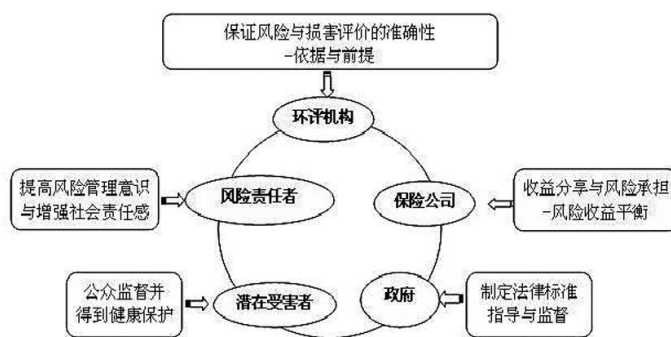 保证风险与损害评价的准确性
-依据与前提
环评机构
提高风险管理意识
与增强社会责任感
风险责任者
保险公司
收益分享与风险承担
-风险收益平衡
公众监督并
得到健康保护
潜在受害者
政府
制定法律标准
指导与监督